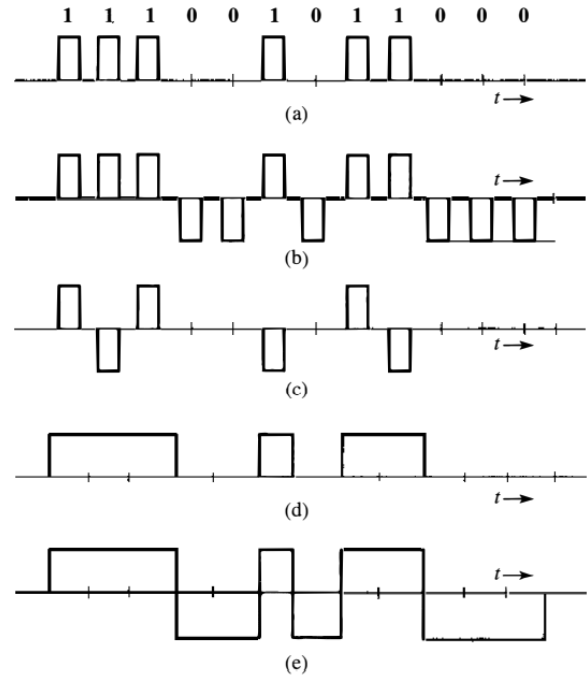 1 1 1 0 0 1 0 1 1 0 0 0
t →
(a)
t →
(b)
t →
(c)
t →
(d)
t →
(e)